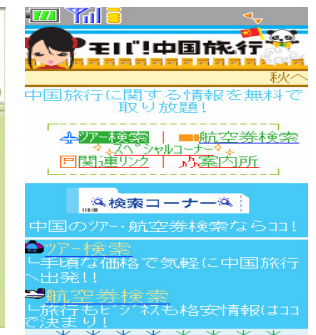 モバ!中国旅行
秋へ
中国旅行に関する情報を無料で
取り放題!
ツアー検索 | 航空券検索
スペシャルコーナー
関連リンク | 案内所
検索コーナー
中国のツアー・航空券検索ならココ!
ツアー検索
└手頃な価格で気軽に中国旅行
へ出発!!
航空券検索
└旅行もビジネスも格安情報はココ
で決まり!